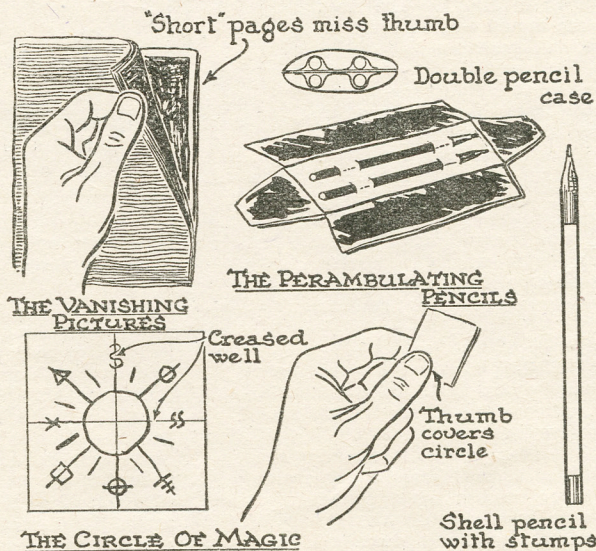 "Short" pages miss thumb
Double pencil
case
THE PERAMBULATING
PENCILS
THE VANISHING
PICTURES
Creased
well
Thumb
covers
circle
THE CIRCLE OF MAGIC
Shell pencil
with stumps